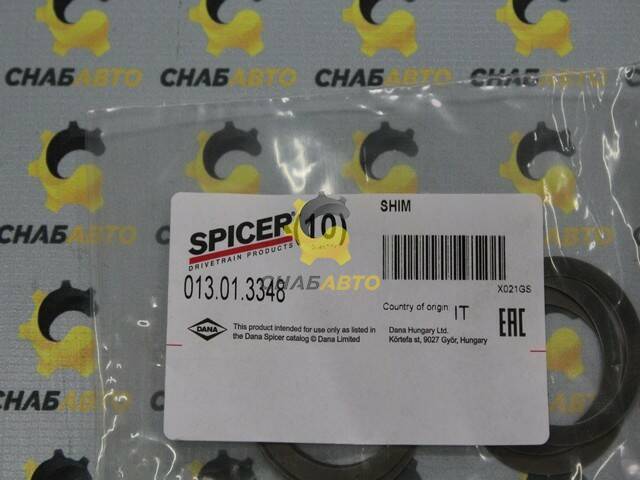 СНАБАВТО
СНАБАВТО
СНАБАВТО
SHIM
SPICER® (10)
DRIVETRAIN PRODUCTS
СНАБАВТО
013.01.3348
X021GS
Country of origin: IT
EAC
DANA
This product intended for use only as listed in
the Dana Spicer catalog © Dana Limited
Dana Hungary Ltd.
Körtefa st, 9027 Győr, Hungary
СНАБАВТО
СНАБАВТО